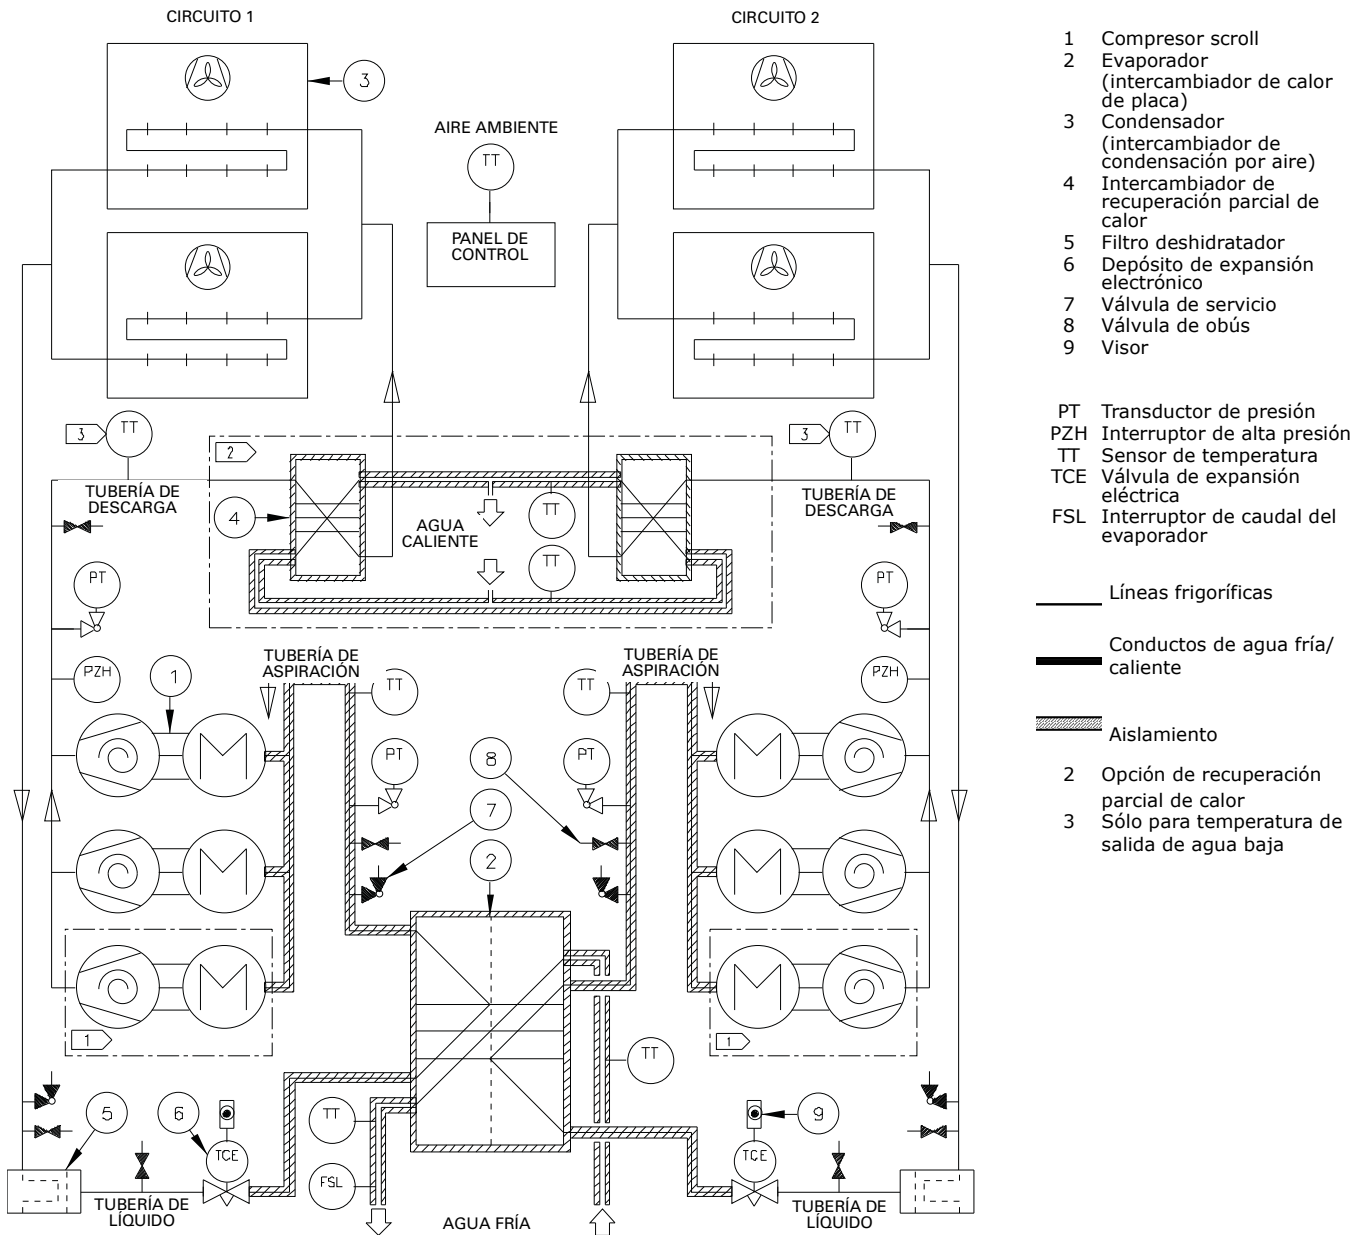 CIRCUITO 1
CIRCUITO 2
3
AIRE AMBIENTE
TT
PANEL DE
CONTROL
3
TT
TUBERÍA DE
DESCARGA
2
4
AGUA
CALIENTE
TT
TT
3
TT
TUBERÍA DE
DESCARGA
PT
PZH
PT
PZH
1
TUBERÍA DE
ASPIRACIÓN
TT
PT
TUBERÍA DE
ASPIRACIÓN
TT
PT
8
7
2
1
1
TT
5
6
TCE
TT
FSL
9
TCE
TUBERÍA DE
LÍQUIDO
AGUA FRÍA
TUBERÍA DE
LÍQUIDO
1 Compresor scroll
2 Evaporador
(intercambiador de calor
de placa)
3 Condensador
(intercambiador de
condensación por aire)
4 Intercambiador de
recuperación parcial de
calor
5 Filtro deshidratador
6 Depósito de expansión
electrónico
7 Válvula de servicio
8 Válvula de obús
9 Visor
PT Transductor de presión
PZH Interruptor de alta presión
TT Sensor de temperatura
TCE Válvula de expansión
eléctrica
FSL Interruptor de caudal del
evaporador
Líneas frigoríficas
Conductos de agua fría/
caliente
Aislamiento
2 Opción de recuperación
parcial de calor
3 Sólo para temperatura de
salida de agua baja